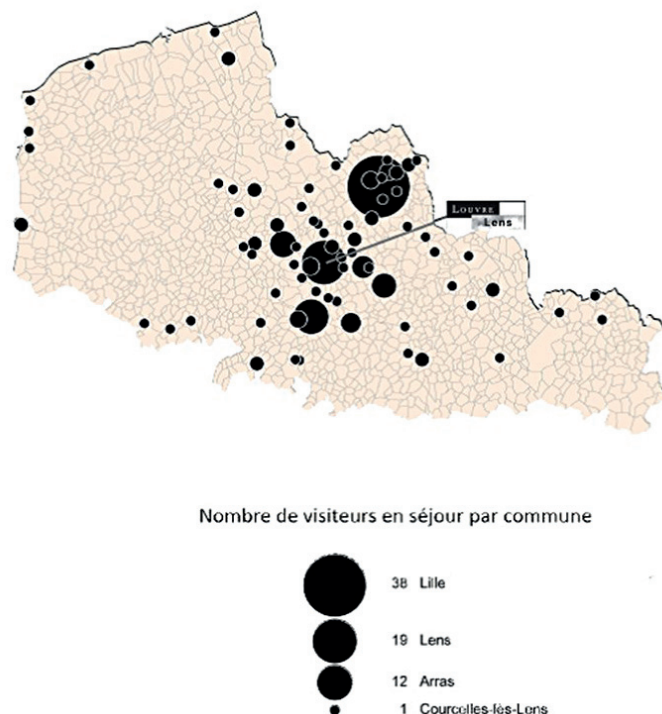 LOUVRE
Lens
Nombre de visiteurs en séjour par commune
38 Lille
19 Lens
12 Arras
1 Courcelles-lès-Lens